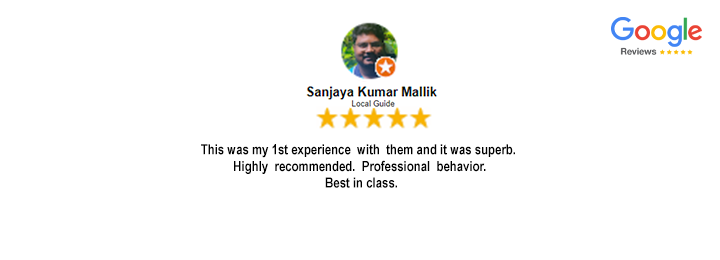 Google
Reviews
Sanjaya Kumar Mallik
Local Guide
This was my 1st experience with them and it was superb.
Highly recommended. Professional behavior.
Best in class.